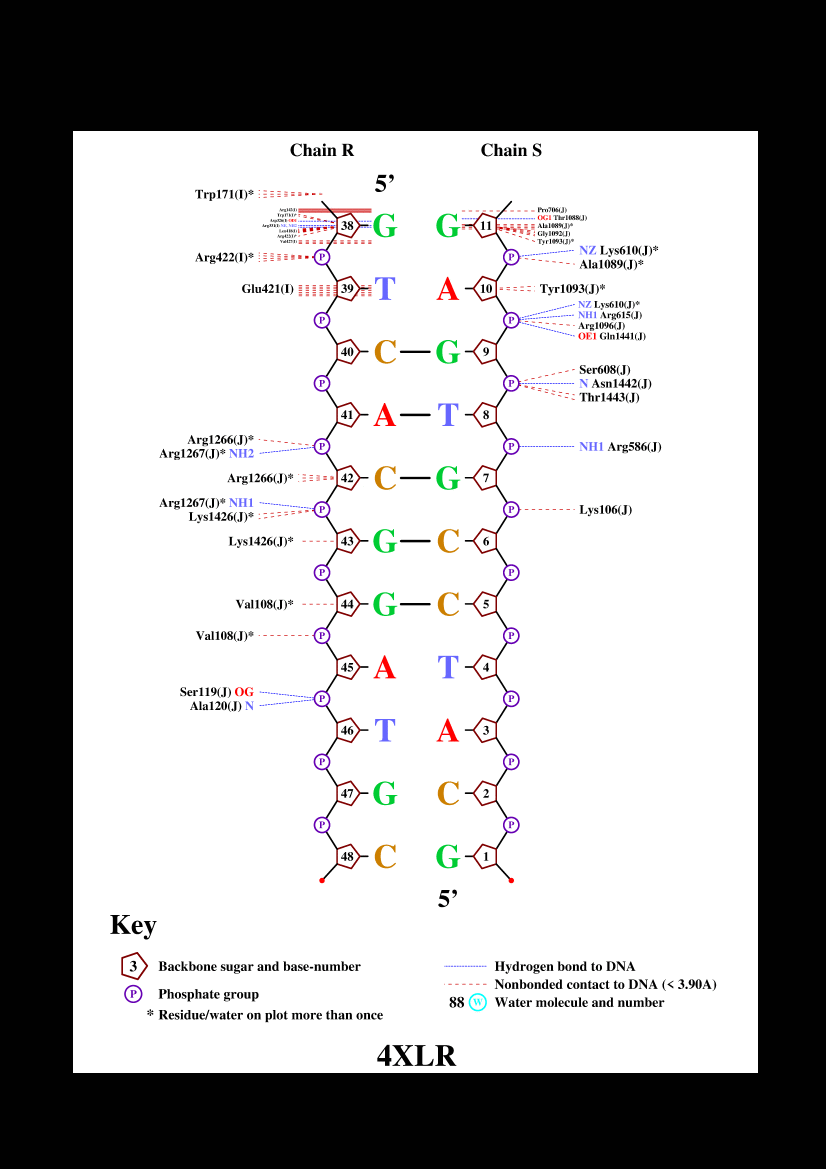 Chain R Chain S
5'
Trp171(I)*
Pro706(J)
38 G G 11
OG1 Thr1088(J)
Ala1089(J)*
Gly1092(J)
Tyr1093(J)*
Arg422(I)* P P NZ Lys610(J)*
Ala1089(J)*
Glu421(I) 39 T A 10 Tyr1093(J)*
P P NZ Lys610(J)*
NH1 Arg615(J)
Arg1096(J)
OE1 Gln1441(J)
40 C G 9
P P Ser608(J)
N Asn1442(J)
Thr1443(J)
41 A T 8
Arg1266(J)* P P NH1 Arg586(J)
Arg1267(J)* NH2
Arg1266(J)* 42 C G 7
Arg1267(J)* NH1 P P Lys106(J)
Lys1426(J)*
Lys1426(J)* 43 G C 6
P P
Val108(J)* 44 G C 5
Val108(J)* P P
45 A T 4
Ser119(J) OG P P
Ala120(J) N
46 T A 3
P P
47 G C 2
P P
48 C G 1
5'
Key
3 Backbone sugar and base-number
P Phosphate group
* Residue/water on plot more than once
Hydrogen bond to DNA
Nonbonded contact to DNA (< 3.90A)
88 W Water molecule and number
4XLR